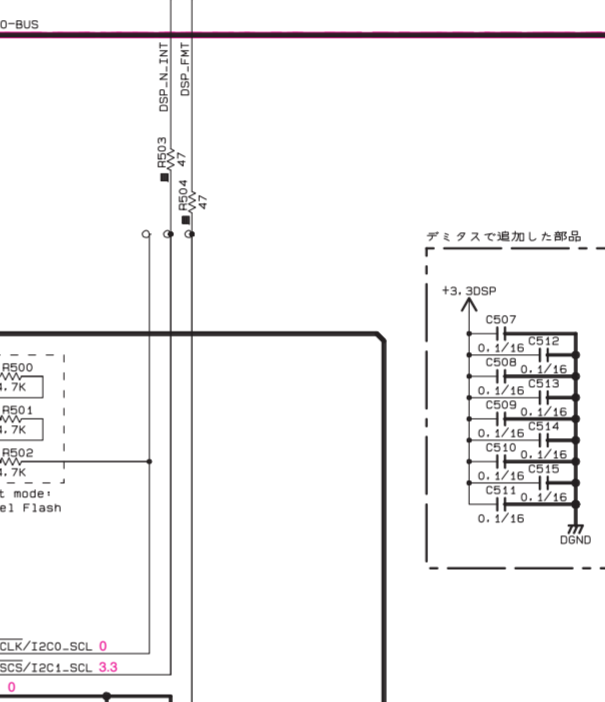 O-BUS
DSP_N_INT
DSP_FMT
R503
47
R504
47
デミタスで追加した部品
+3.3DSP
C507
0.1/16
C512
0.1/16
C508
0.1/16
C513
0.1/16
C509
0.1/16
C514
0.1/16
C510
0.1/16
C515
0.1/16
C511
0.1/16
DGND
R500
4.7K
R501
4.7K
R502
4.7K
t mode:
el Flash
CLK/I2C0_SCL 0
SCS/I2C1_SCL 3.3
0